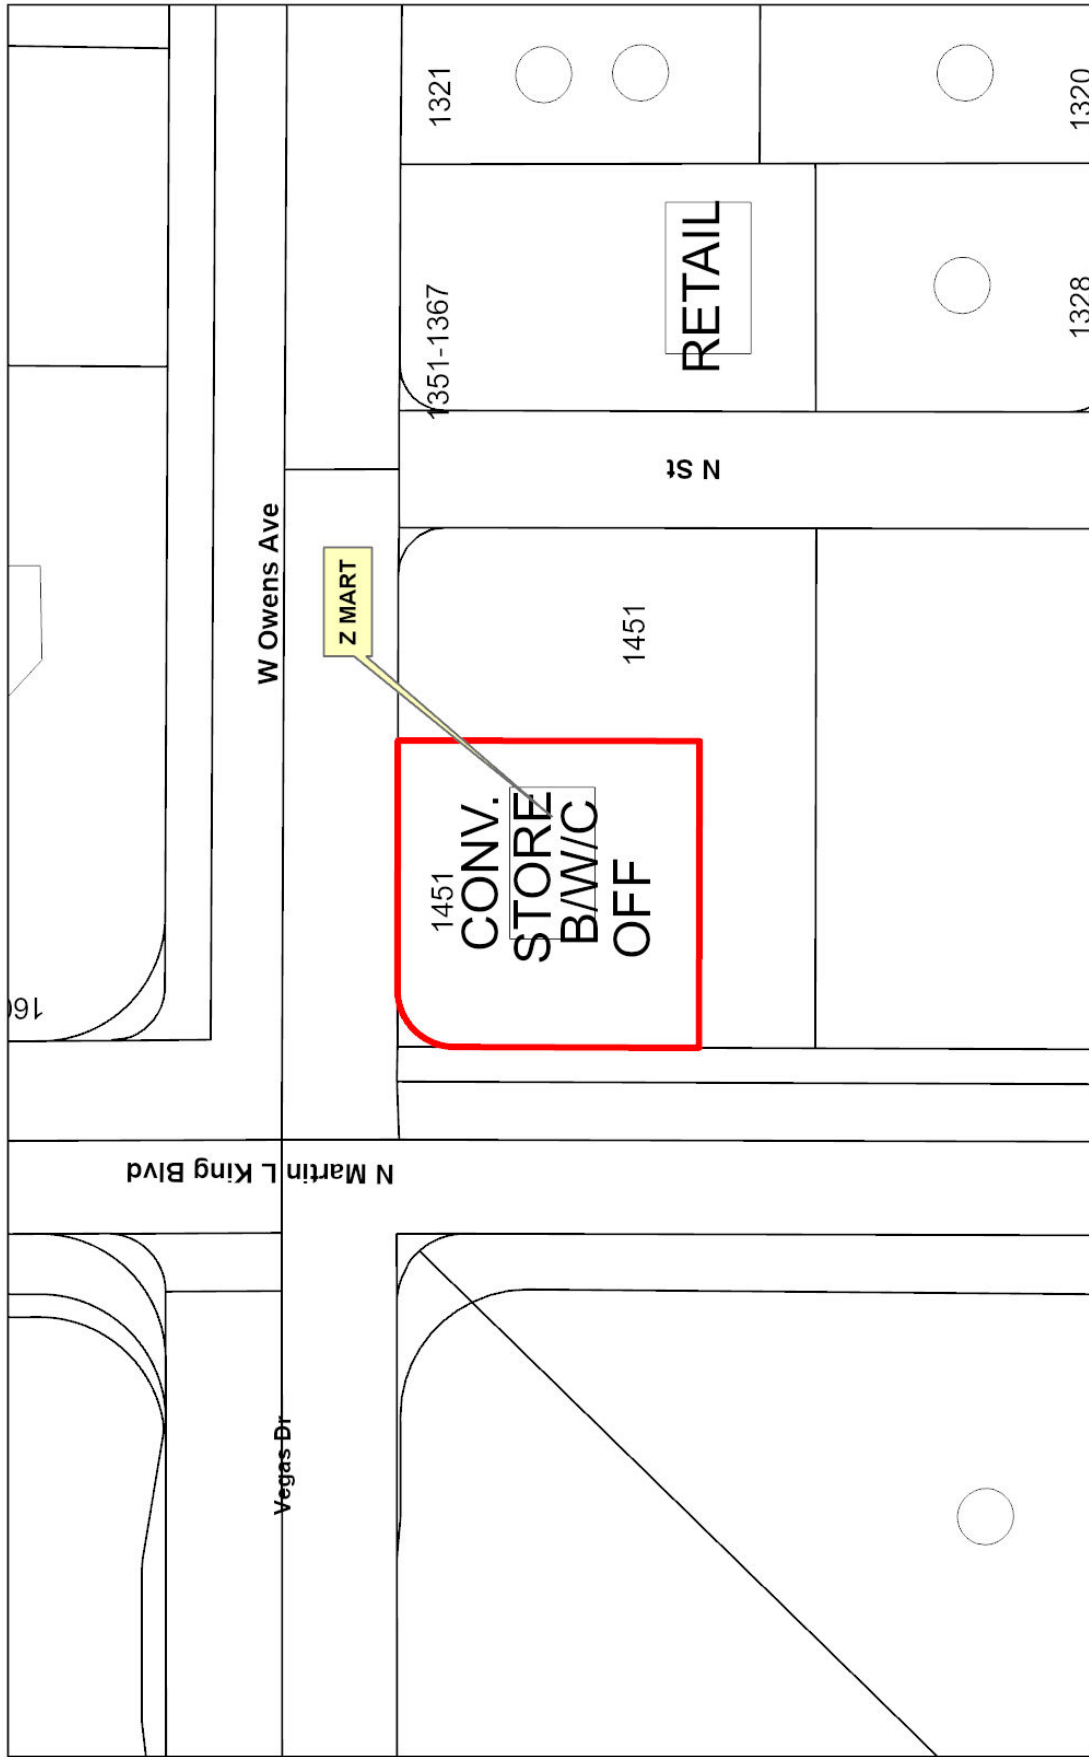 Vegas Dr
N Martin L King Blvd
W Owens Ave
Z MART
1451
CONV.
STORE
B/W/C
OFF
1451
N St
1351-1367
1321
RETAIL
1328
1320